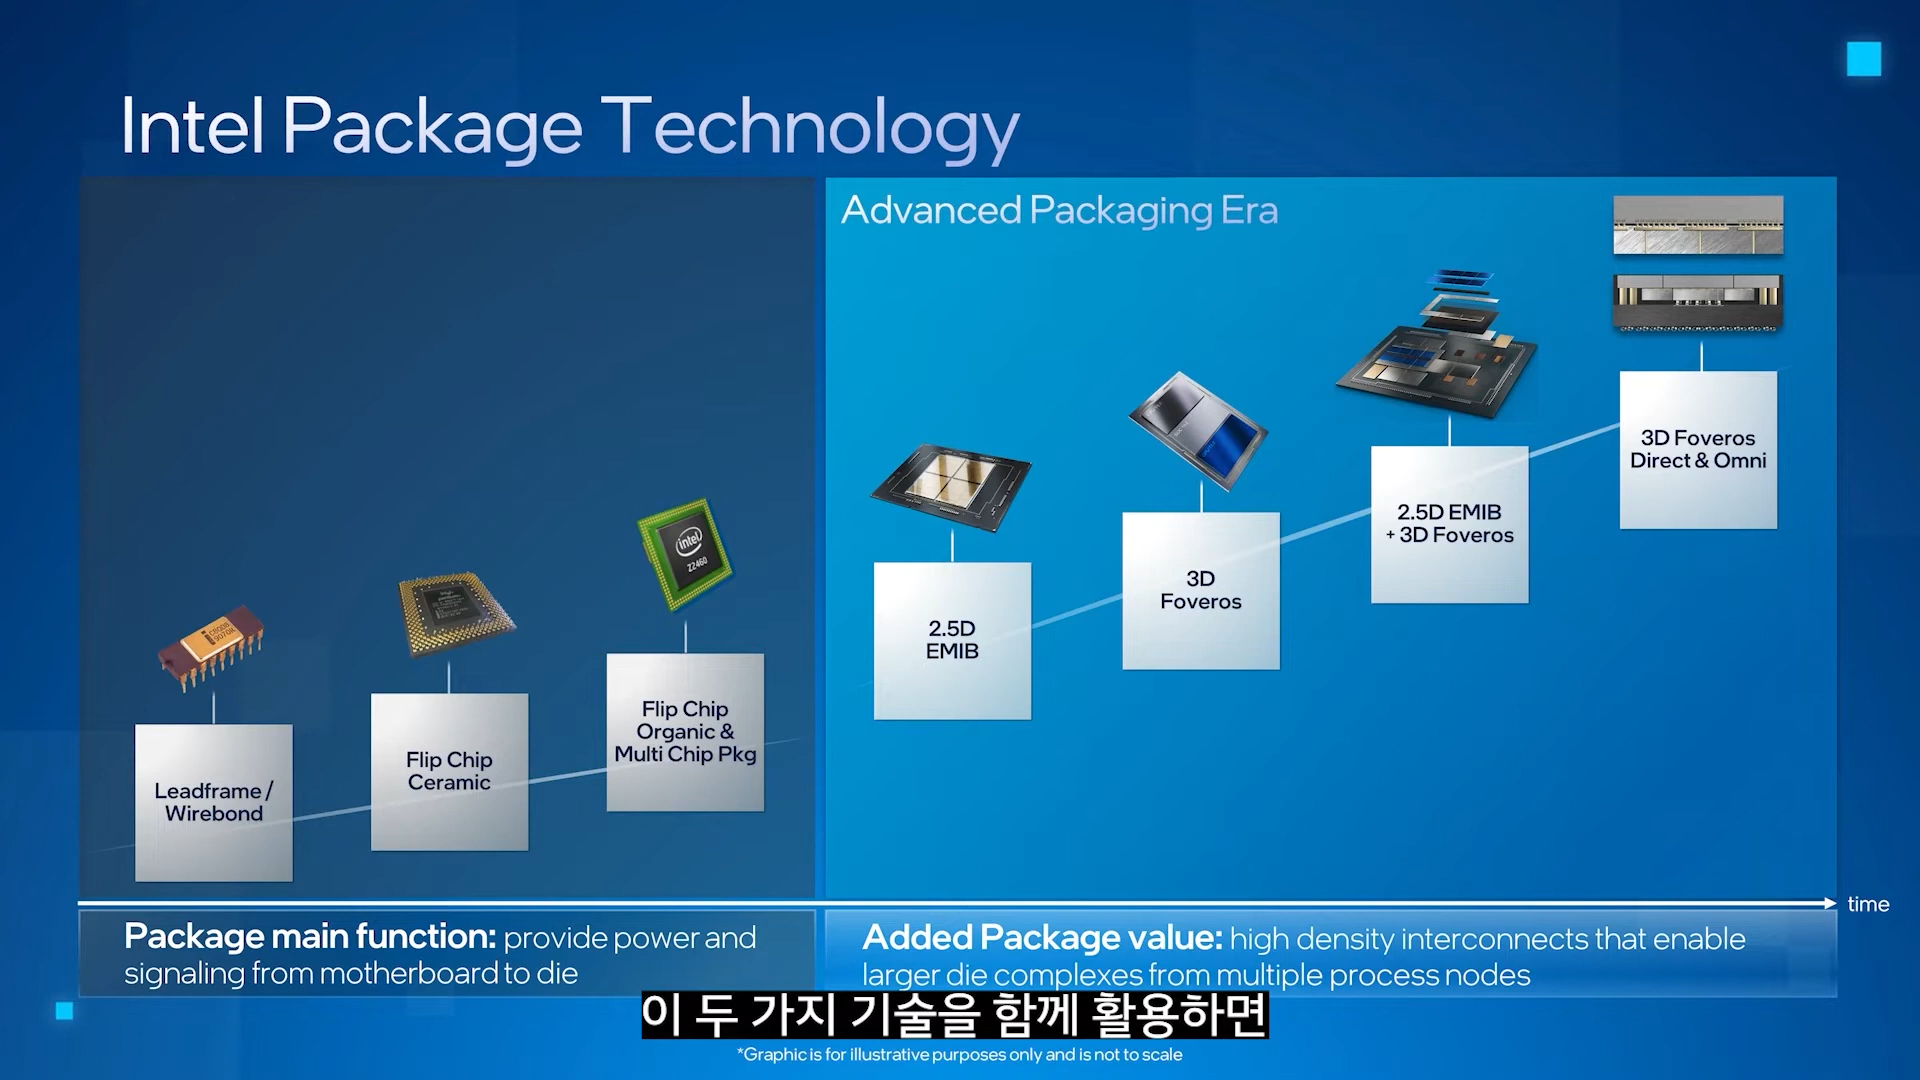 Intel Package Technology
Advanced Packaging Era
Leadframe /
Wirebond
Flip Chip
Ceramic
intel
Z2460
Flip Chip
Organic &
Multi Chip Pkg
2.5D
EMIB
3D
Foveros
2.5D EMIB
+ 3D Foveros
3D Foveros
Direct & Omni
time
Package main function: provide power and
signaling from motherboard to die
Added Package value: high density interconnects that enable
larger die complexes from multiple process nodes
이 두 가지 기술을 함께 활용하면
*Graphic is for illustrative purposes only and is not to scale